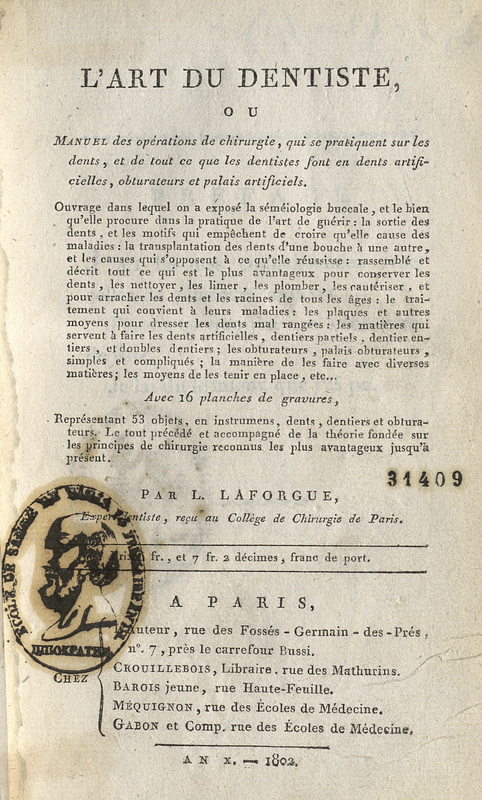 L'ART DU DENTISTE,
OU
MANUEL des opérations de chirurgie, qui se pratiquent sur les
dents, et de tout ce que les dentistes font en dents artifi-
cielles, obturateurs et palais artificiels.
Ouvrage dans lequel on a exposé la séméiologie buccale, et le bien
qu'elle procure dans la pratique de l'art de guérir : la sortie des
dents, et les motifs qui empêchent de croire qu'elle cause des
maladies : la transplantation des dents d'une bouche à une autre,
et les causes qui s'opposent à ce qu'elle réussisse : rassemblé et
décrit tout ce qui est le plus avantageux pour conserver les
dents, les nettoyer, les limer, les plomber, les cautériser, et
pour arracher les dents et les racines de tous les âges : le trai-
tement qui convient à leurs maladies : les plaques et autres
moyens pour dresser les dents mal rangées : les matières qui
servent à faire les dents artificielles, dentiers partiels, dentier en-
tiers, et doubles dentiers ; les obturateurs, palais obturateurs,
simples et compliqués ; la manière de les faire avec diverses
matières ; les moyens de les tenir en place, etc...
Avec 16 planches de gravures,
Représentant 53 objets, en instrumens, dents, dentiers et obtura-
teurs. Le tout précédé et accompagné de la théorie fondée sur
les principes de chirurgie reconnus les plus avantageux jusqu'à
présent.
31409
PAR L. LAFORGUE,
Expert dentiste, reçu au Collège de Chirurgie de Paris.
fr., et 7 fr. 2 décimes, franc de port.
A PARIS,
rue des Fossés-Germain-des-Prés,
n°. 7, près le carrefour Bussi.
CHEZ
CROUILLEBOIS, Libraire, rue des Mathurins.
BAROIS jeune, rue Haute-Feuille.
MÉQUIGNON, rue des Écoles de Médecine.
GABON et Comp. rue des Écoles de Médecine.
AN X. — 1802.
ÉCOLE DE
HIPPOKPATHΣ